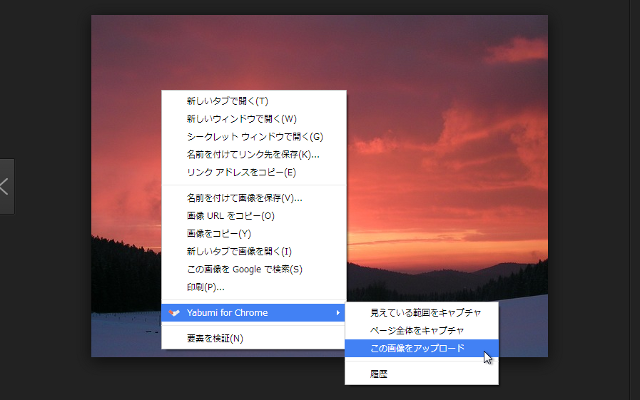 新しいタブで開く(T)
新しいウィンドウで開く(W)
シークレット ウィンドウで開く(G)
名前を付けてリンク先を保存(K)...
リンク アドレスをコピー(E)
名前を付けて画像を保存(V)...
画像 URL をコピー(O)
画像をコピー(Y)
新しいタブで画像を開く(I)
この画像を Google で検索(S)
印刷(P)...
Yabumi for Chrome
要素を検証(N)
見えている範囲をキャプチャ
ページ全体をキャプチャ
この画像をアップロード
履歴